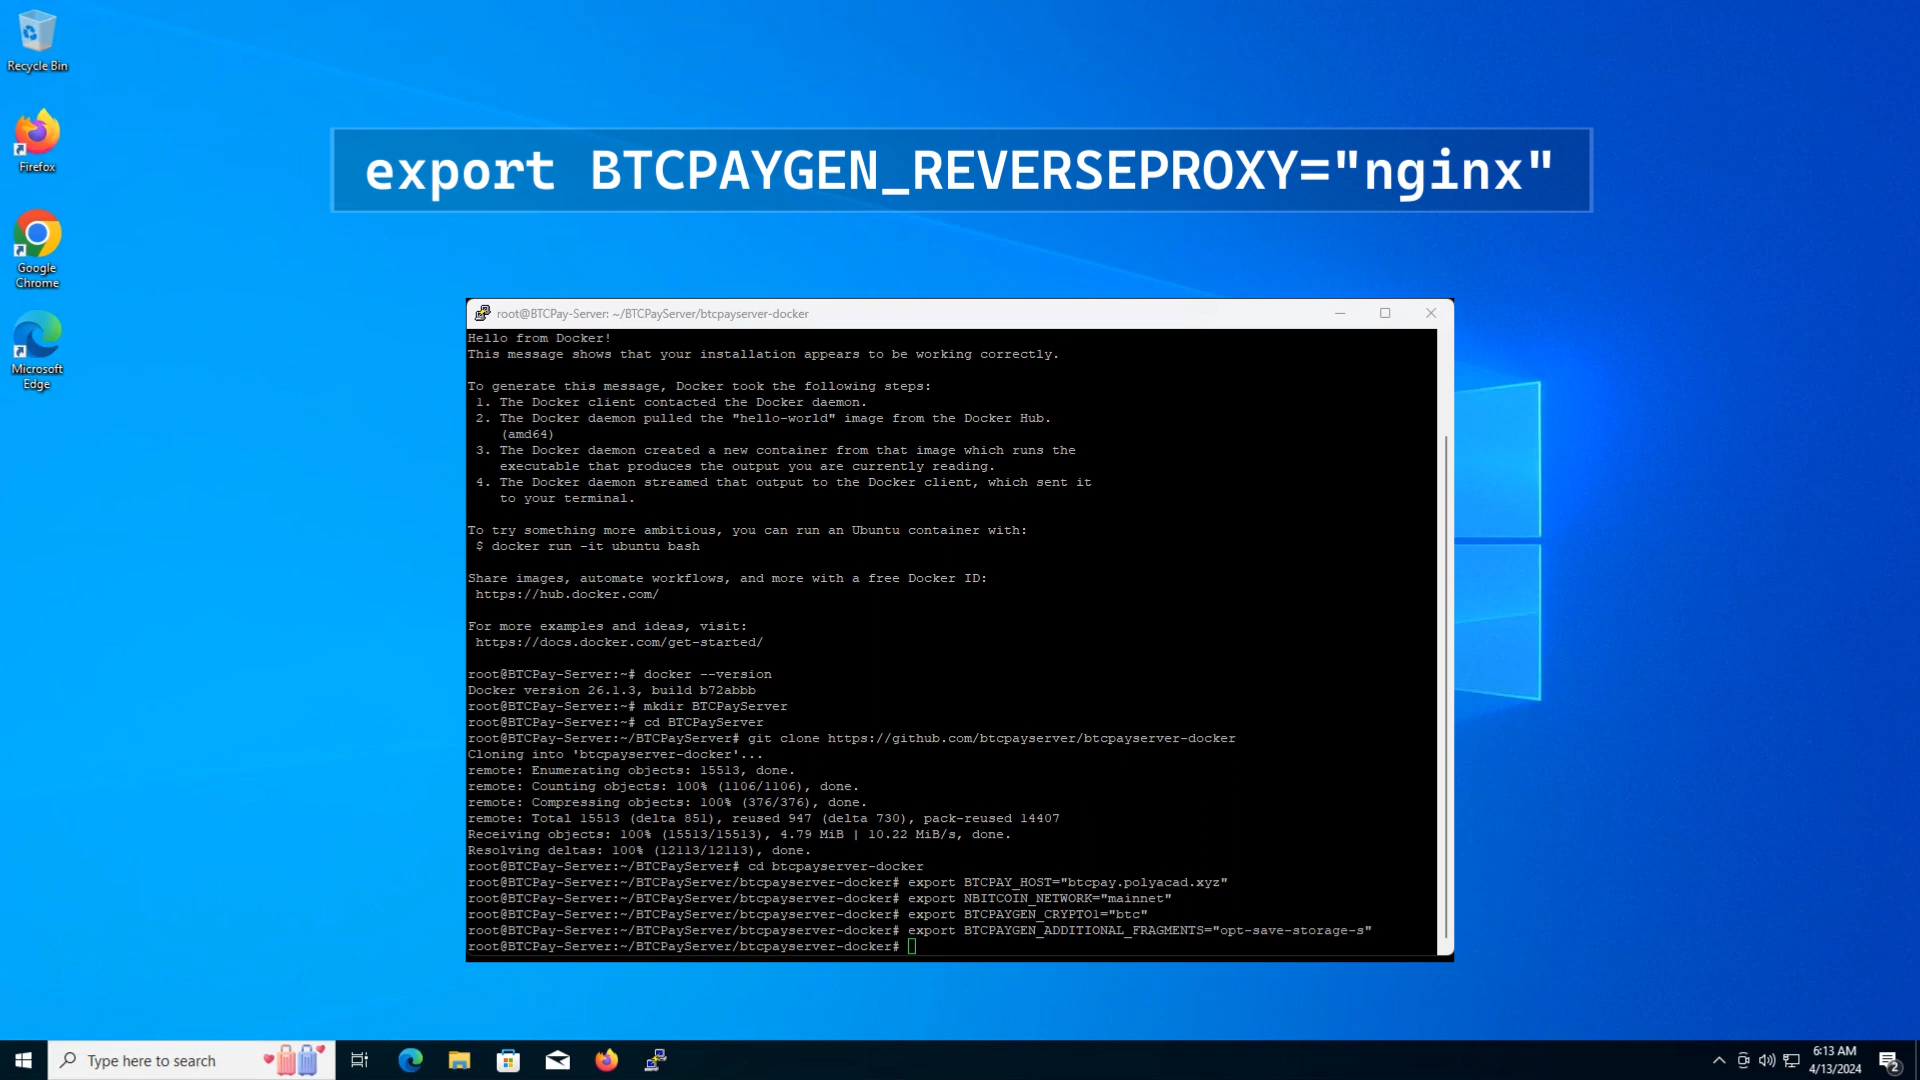 Recycle Bin
Firefox
Google
Chrome
Microsoft
Edge
export BTCPAYGEN_REVERSEPROXY="nginx"
root@BTCPay-Server: ~/BTCPayServer/btcpayserver-docker
Hello from Docker!
This message shows that your installation appears to be working correctly.
To generate this message, Docker took the following steps:
1. The Docker client contacted the Docker daemon.
2. The Docker daemon pulled the "hello-world" image from the Docker Hub.
(amd64)
3. The Docker daemon created a new container from that image which runs the
executable that produces the output you are currently reading.
4. The Docker daemon streamed that output to the Docker client, which sent it
to your terminal.
To try something more ambitious, you can run an Ubuntu container with:
$ docker run -it ubuntu bash
Share images, automate workflows, and more with a free Docker ID:
https://hub.docker.com/
For more examples and ideas, visit:
https://docs.docker.com/get-started/
root@BTCPay-Server:~# docker --version
Docker version 26.1.3, build b72abbb
root@BTCPay-Server:~# mkdir BTCPayServer
root@BTCPay-Server:~# cd BTCPayServer
root@BTCPay-Server:~/BTCPayServer# git clone https://github.com/btcpayserver/btcpayserver-docker
Cloning into 'btcpayserver-docker'...
remote: Enumerating objects: 15513, done.
remote: Counting objects: 100% (1106/1106), done.
remote: Compressing objects: 100% (376/376), done.
remote: Total 15513 (delta 851), reused 947 (delta 730), pack-reused 14407
Receiving objects: 100% (15513/15513), 4.79 MiB | 10.22 MiB/s, done.
Resolving deltas: 100% (12113/12113), done.
root@BTCPay-Server:~/BTCPayServer# cd btcpayserver-docker
root@BTCPay-Server:~/BTCPayServer/btcpayserver-docker# export BTCPAY_HOST="btcpay.polyacad.xyz"
root@BTCPay-Server:~/BTCPayServer/btcpayserver-docker# export NBITCOIN_NETWORK="mainnet"
root@BTCPay-Server:~/BTCPayServer/btcpayserver-docker# export BTCPAYGEN_CRYPTO1="btc"
root@BTCPay-Server:~/BTCPayServer/btcpayserver-docker# export BTCPAYGEN_ADDITIONAL_FRAGMENTS="opt-save-storage-s"
root@BTCPay-Server:~/BTCPayServer/btcpayserver-docker#
Type here to search
6:13 AM
4/13/2024
2